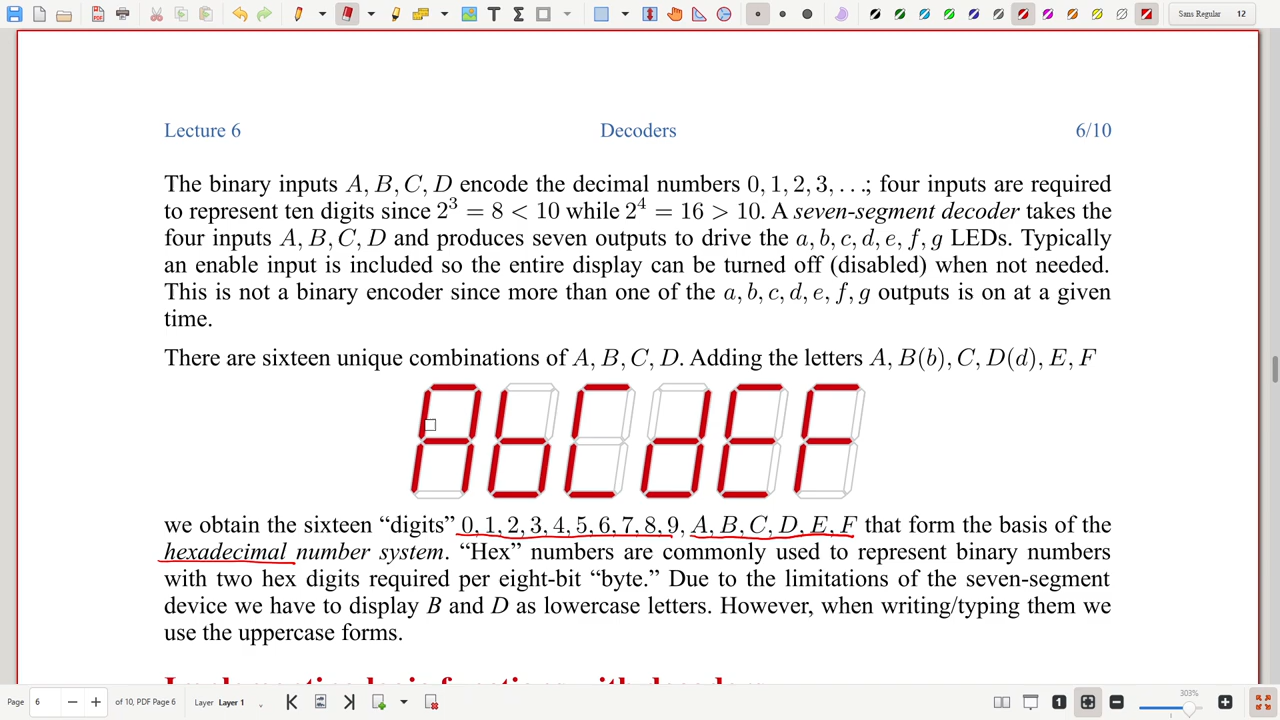 Sans Regular 12
Lecture 6 Decoders 6/10
The binary inputs A, B, C, D encode the decimal numbers 0, 1, 2, 3, . . .; four inputs are required
to represent ten digits since 2³ = 8 < 10 while 2⁴ = 16 > 10. A seven-segment decoder takes the
four inputs A, B, C, D and produces seven outputs to drive the a, b, c, d, e, f, g LEDs. Typically
an enable input is included so the entire display can be turned off (disabled) when not needed.
This is not a binary encoder since more than one of the a, b, c, d, e, f, g outputs is on at a given
time.
There are sixteen unique combinations of A, B, C, D. Adding the letters A, B(b), C, D(d), E, F
A b C d E F
we obtain the sixteen “digits” 0, 1, 2, 3, 4, 5, 6, 7, 8, 9, A, B, C, D, E, F that form the basis of the
hexadecimal number system. “Hex” numbers are commonly used to represent binary numbers
with two hex digits required per eight-bit “byte.” Due to the limitations of the seven-segment
device we have to display B and D as lowercase letters. However, when writing/typing them we
use the uppercase forms.
Implementing logic functions with decoders
Page 6 of 10, PDF Page 6 Layer Layer 1 303%